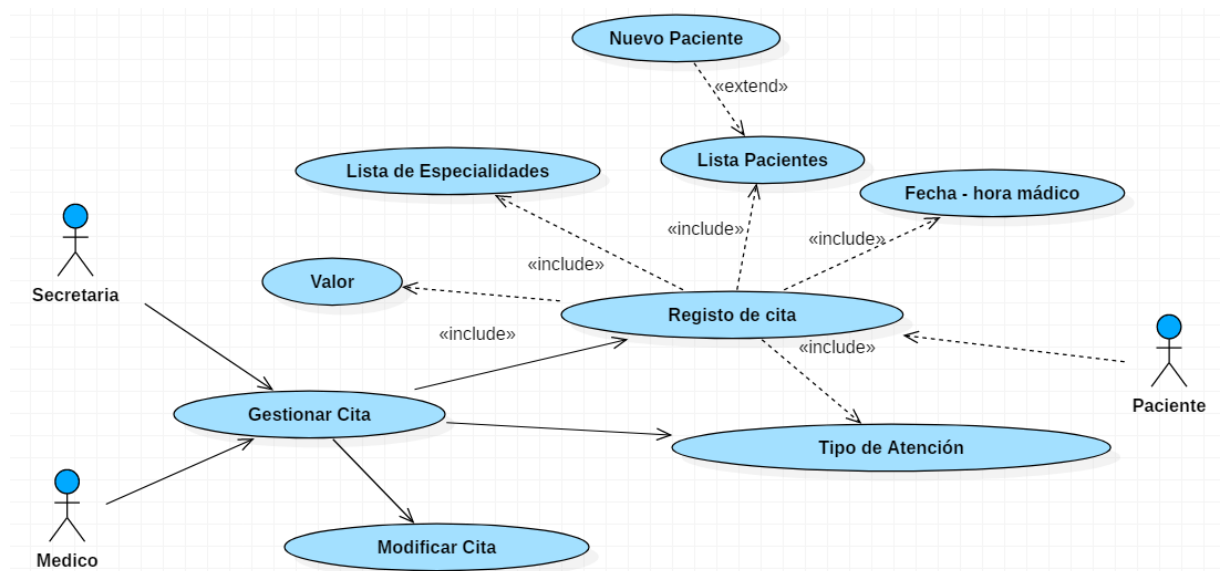 Nuevo Paciente
«extend»
Lista Pacientes
Lista de Especialidades
Fecha - hora mádico
«include»
«include»
«include»
Secretaria
Valor
Registo de cita
«include»
«include»
Paciente
Gestionar Cita
Tipo de Atención
Modificar Cita
Medico